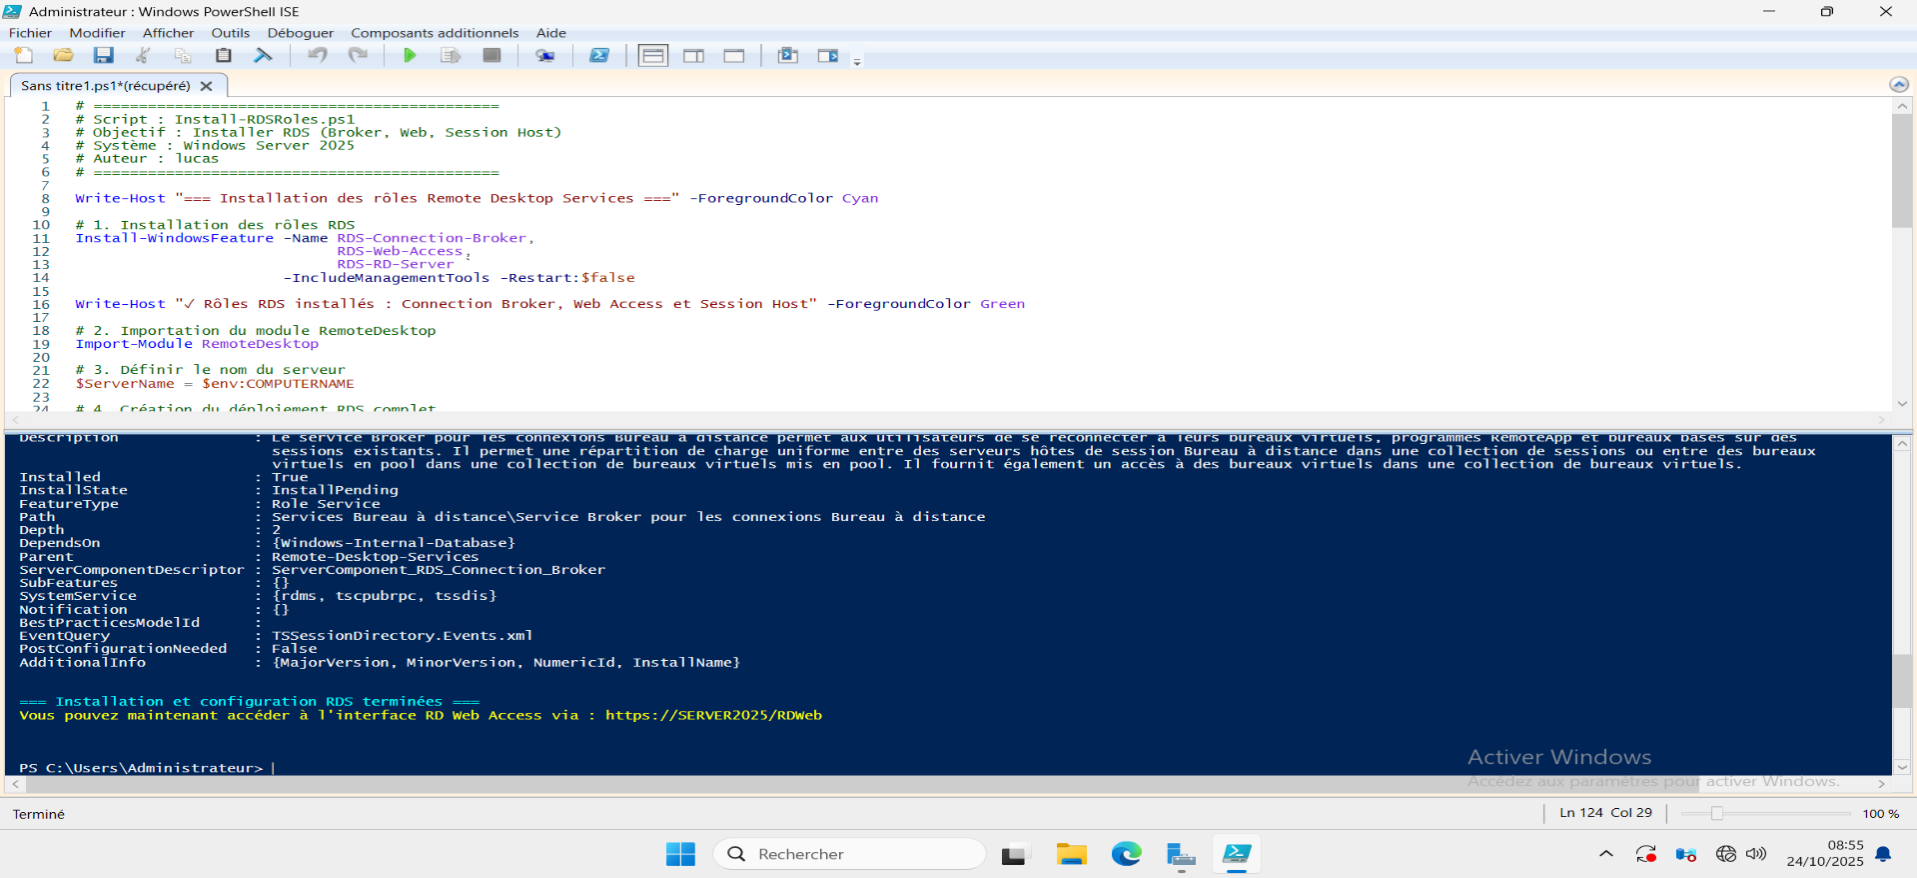 Administrateur : Windows PowerShell ISE
Fichier Modifier Afficher Outils Déboguer Composants additionnels Aide
Sans titre1.ps1*(récupéré)
1 # =============================================
2 # Script : Install-RDSRoles.ps1
3 # Objectif : Installer RDS (Broker, Web, Session Host)
4 # Système : Windows Server 2025
5 # Auteur : lucas
6 # =============================================
7
8 Write-Host "=== Installation des rôles Remote Desktop Services ===" -ForegroundColor Cyan
9
10 # 1. Installation des rôles RDS
11 Install-WindowsFeature -Name RDS-Connection-Broker,
12 RDS-Web-Access,
13 RDS-RD-Server
14 -IncludeManagementTools -Restart:$false
15
16 Write-Host "✓ Rôles RDS installés : Connection Broker, Web Access et Session Host" -ForegroundColor Green
17
18 # 2. Importation du module RemoteDesktop
19 Import-Module RemoteDesktop
20
21 # 3. Définir le nom du serveur
22 $ServerName = $env:COMPUTERNAME
23
24 # 4. Création du déploiement RDS complet
Description : Le service Broker pour les connexions Bureau à distance permet aux utilisateurs de se reconnecter à leurs bureaux virtuels, programmes RemoteApp et bureaux basés sur des
sessions existants. Il permet une répartition de charge uniforme entre des serveurs hôtes de session Bureau à distance dans une collection de sessions ou entre des bureaux
virtuels en pool dans une collection de bureaux virtuels mis en pool. Il fournit également un accès à des bureaux virtuels dans une collection de bureaux virtuels.
Installed : True
InstallState : InstallPending
FeatureType : Role Service
Path : Services Bureau à distance\Service Broker pour les connexions Bureau à distance
Depth : 2
DependsOn : {Windows-Internal-Database}
Parent : Remote-Desktop-Services
ServerComponentDescriptor : ServerComponent_RDS_Connection_Broker
SubFeatures : {}
SystemService : {rdms, tscpubrpc, tssdis}
Notification : {}
BestPracticesModelId :
EventQuery : TSSessionDirectory.Events.xml
PostConfigurationNeeded : False
AdditionalInfo : {MajorVersion, MinorVersion, NumericId, InstallName}
=== Installation et configuration RDS terminées ===
Vous pouvez maintenant accéder à l'interface RD Web Access via : https://SERVER2025/RDWeb
PS C:\Users\Administrateur>
Activer Windows
Accédez aux paramètres pour activer Windows.
Terminé
Ln 124 Col 29
100 %
Rechercher
08:55
24/10/2025